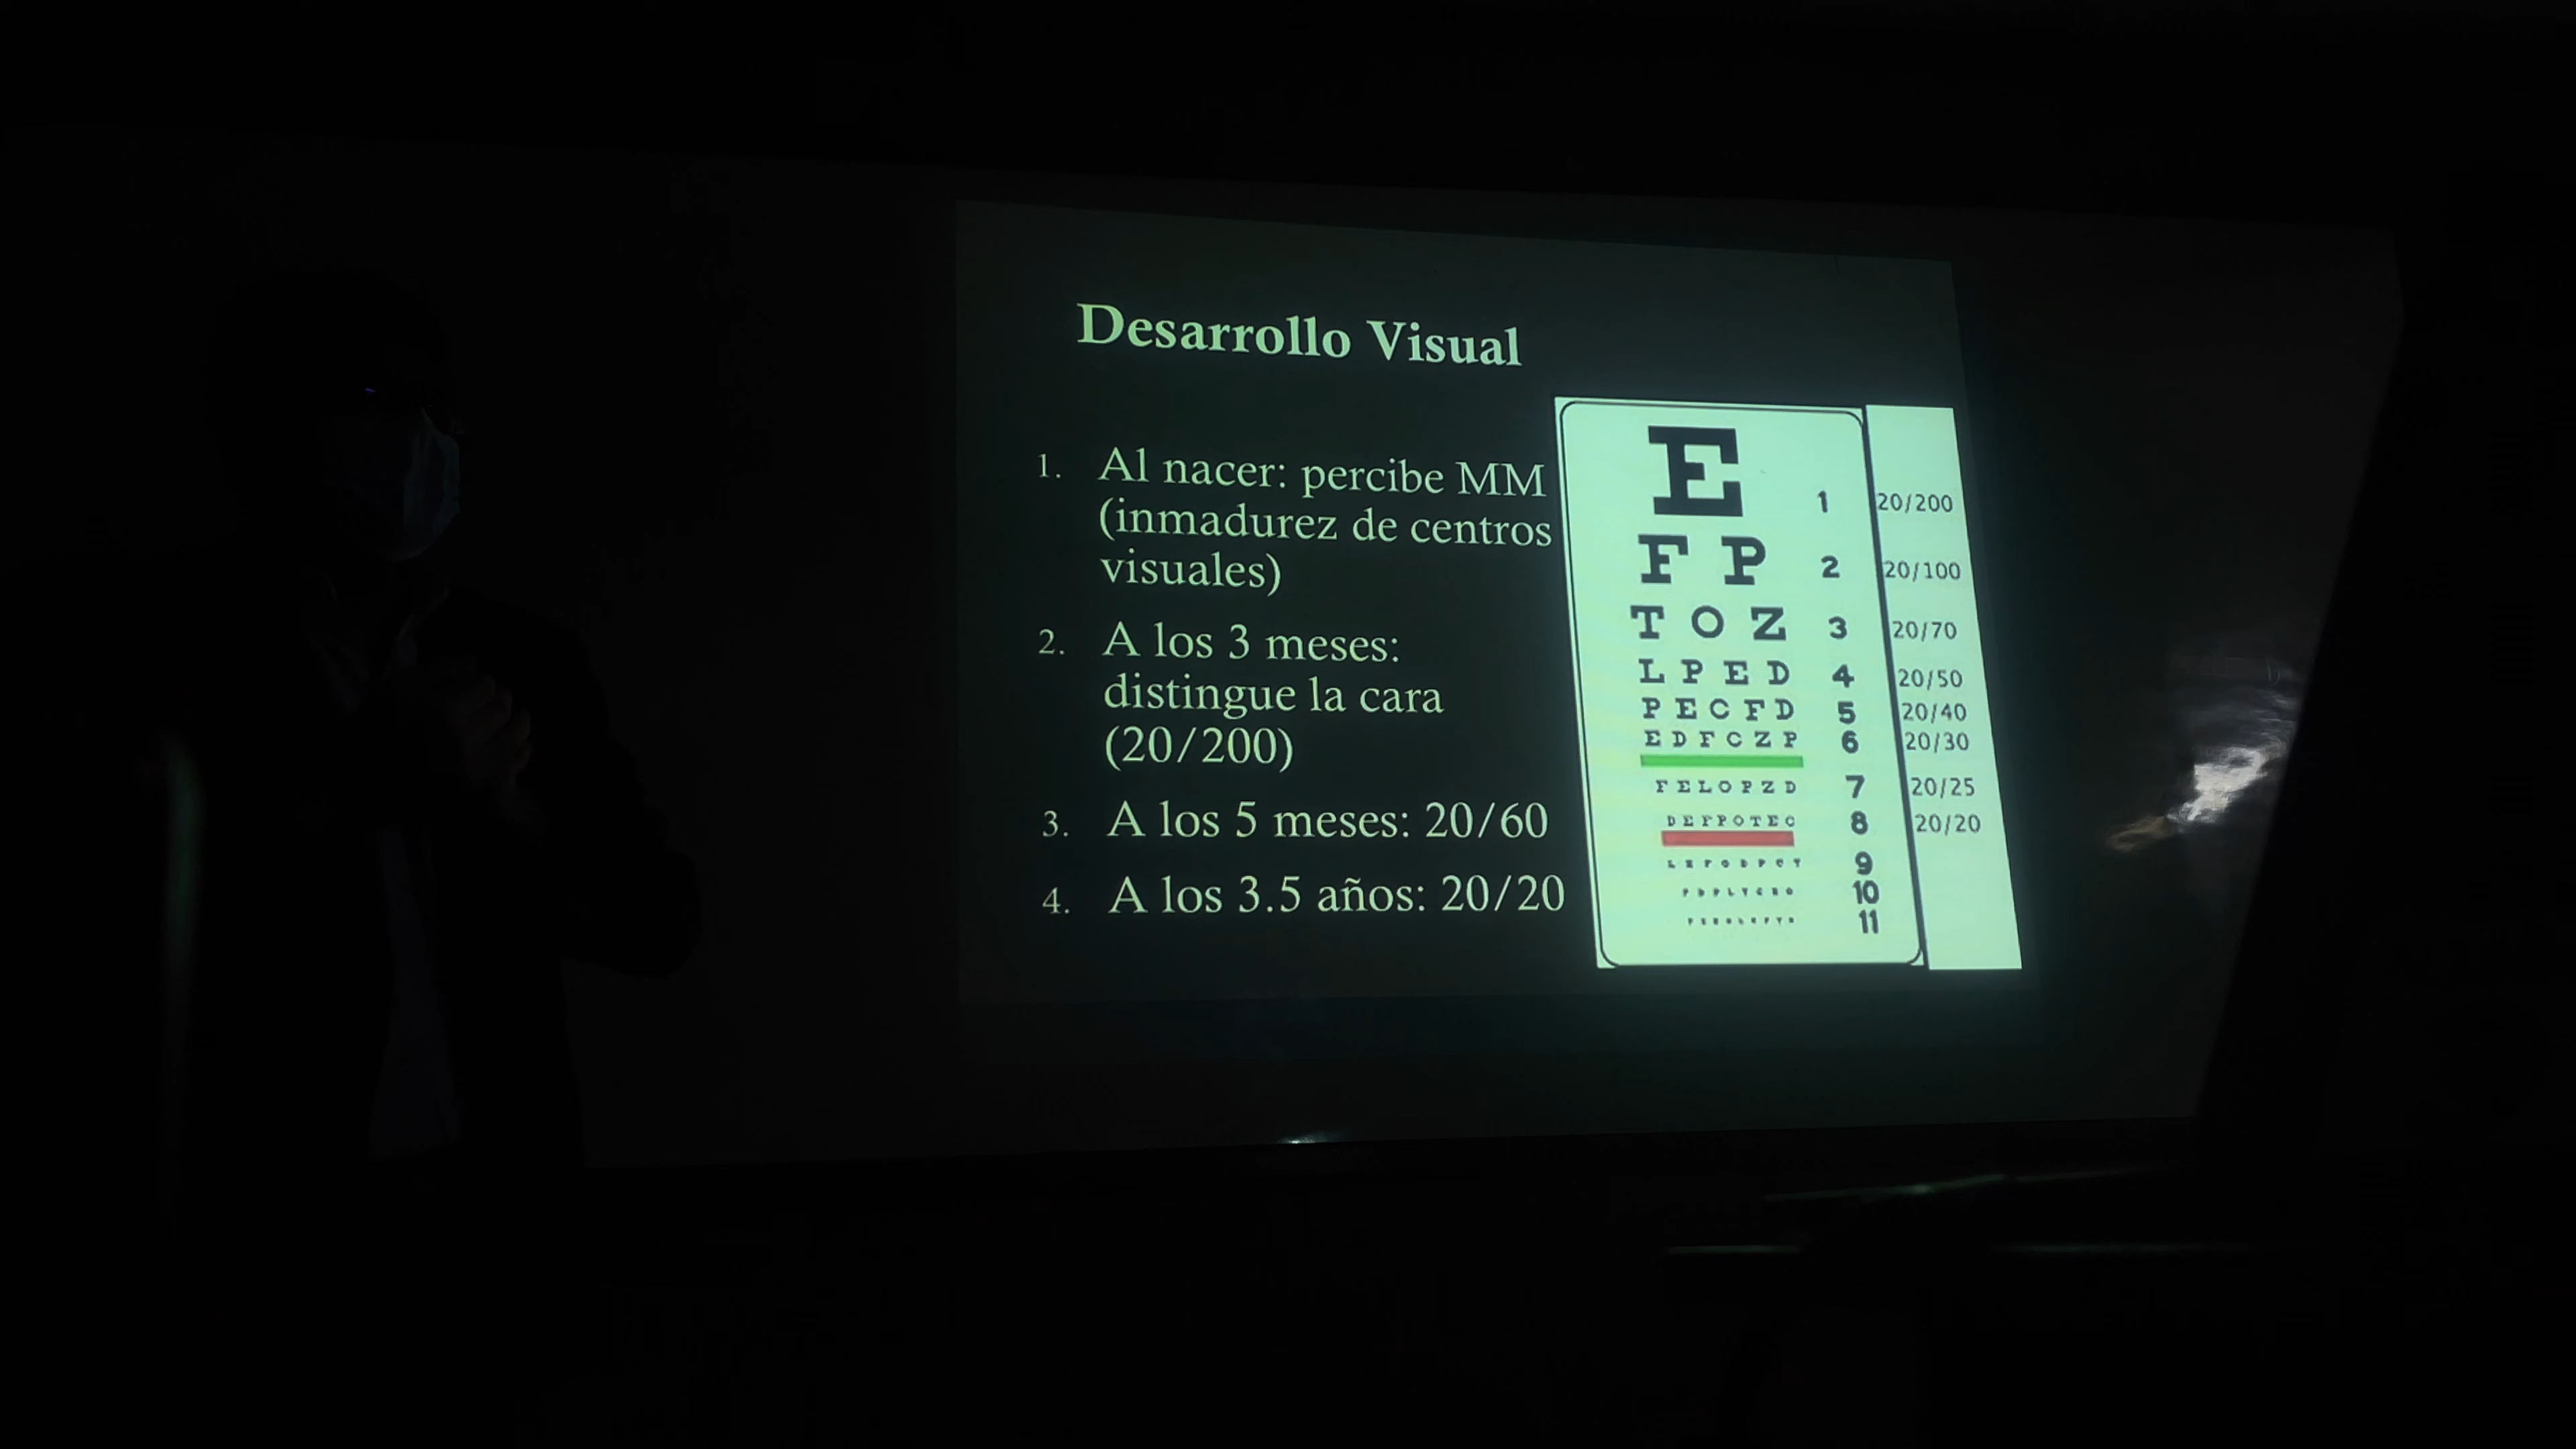 Desarrollo Visual
1. Al nacer: percibe MM
(inmadurez de centros
visuales)
2. A los 3 meses:
distingue la cara
(20/200)
3. A los 5 meses: 20/60
4. A los 3.5 años: 20/20
E 1 20/200
F P 2 20/100
T O Z 3 20/70
L P E D 4 20/50
P E C F D 5 20/40
E D F C Z P 6 20/30
F E L O P Z D 7 20/25
D E F P O T E C 8 20/20
9
10
11